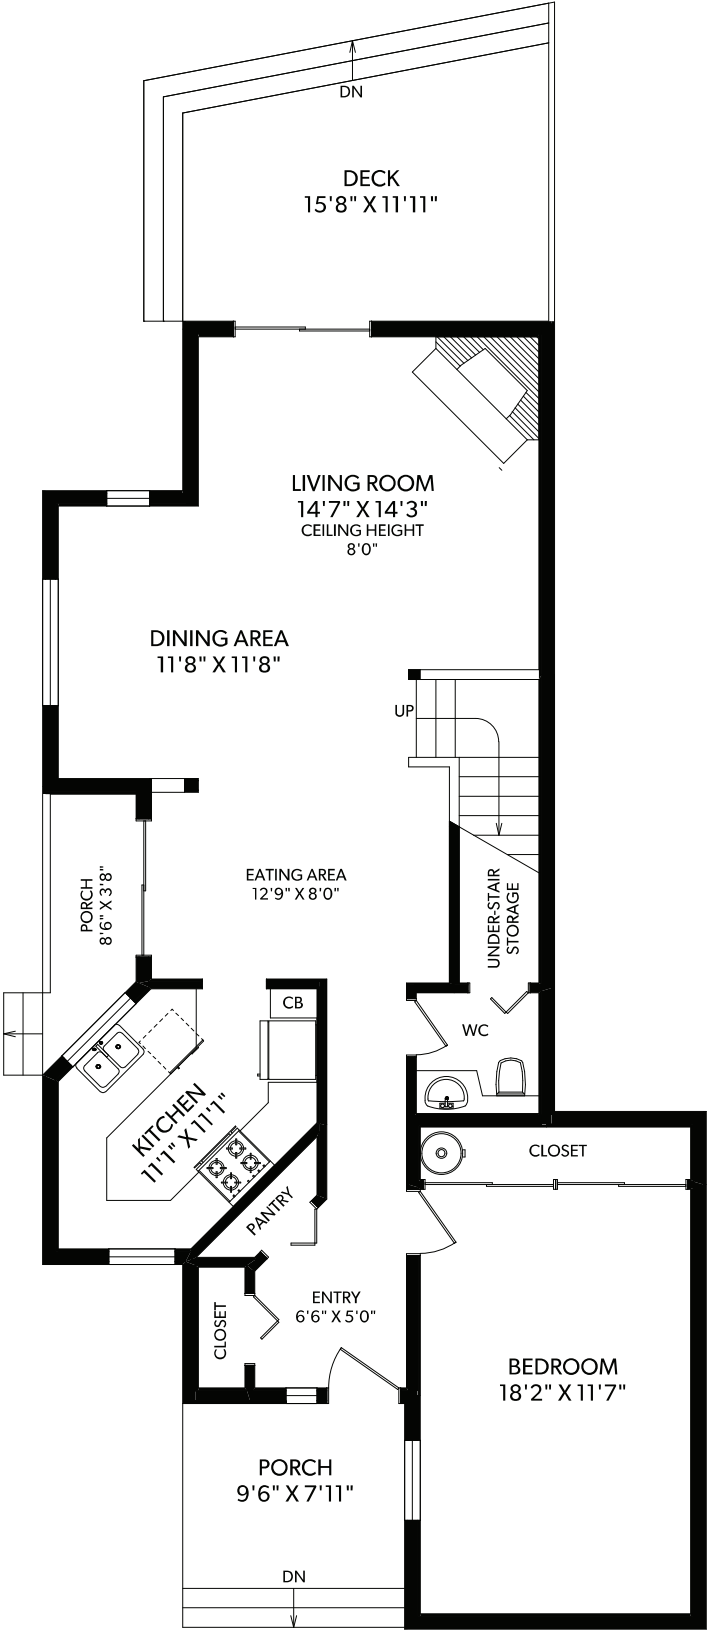 DN
DECK
15'8" X 11'11"
LIVING ROOM
14'7" X 14'3"
CEILING HEIGHT
8'0"
DINING AREA
11'8" X 11'8"
UP
EATING AREA
12'9" X 8'0"
PORCH
8'6" X 3'8"
UNDER-STAIR
STORAGE
CB
WC
KITCHEN
11'1" X 11'1"
CLOSET
PANTRY
ENTRY
6'6" X 5'0"
CLOSET
BEDROOM
18'2" X 11'7"
PORCH
9'6" X 7'11"
DN